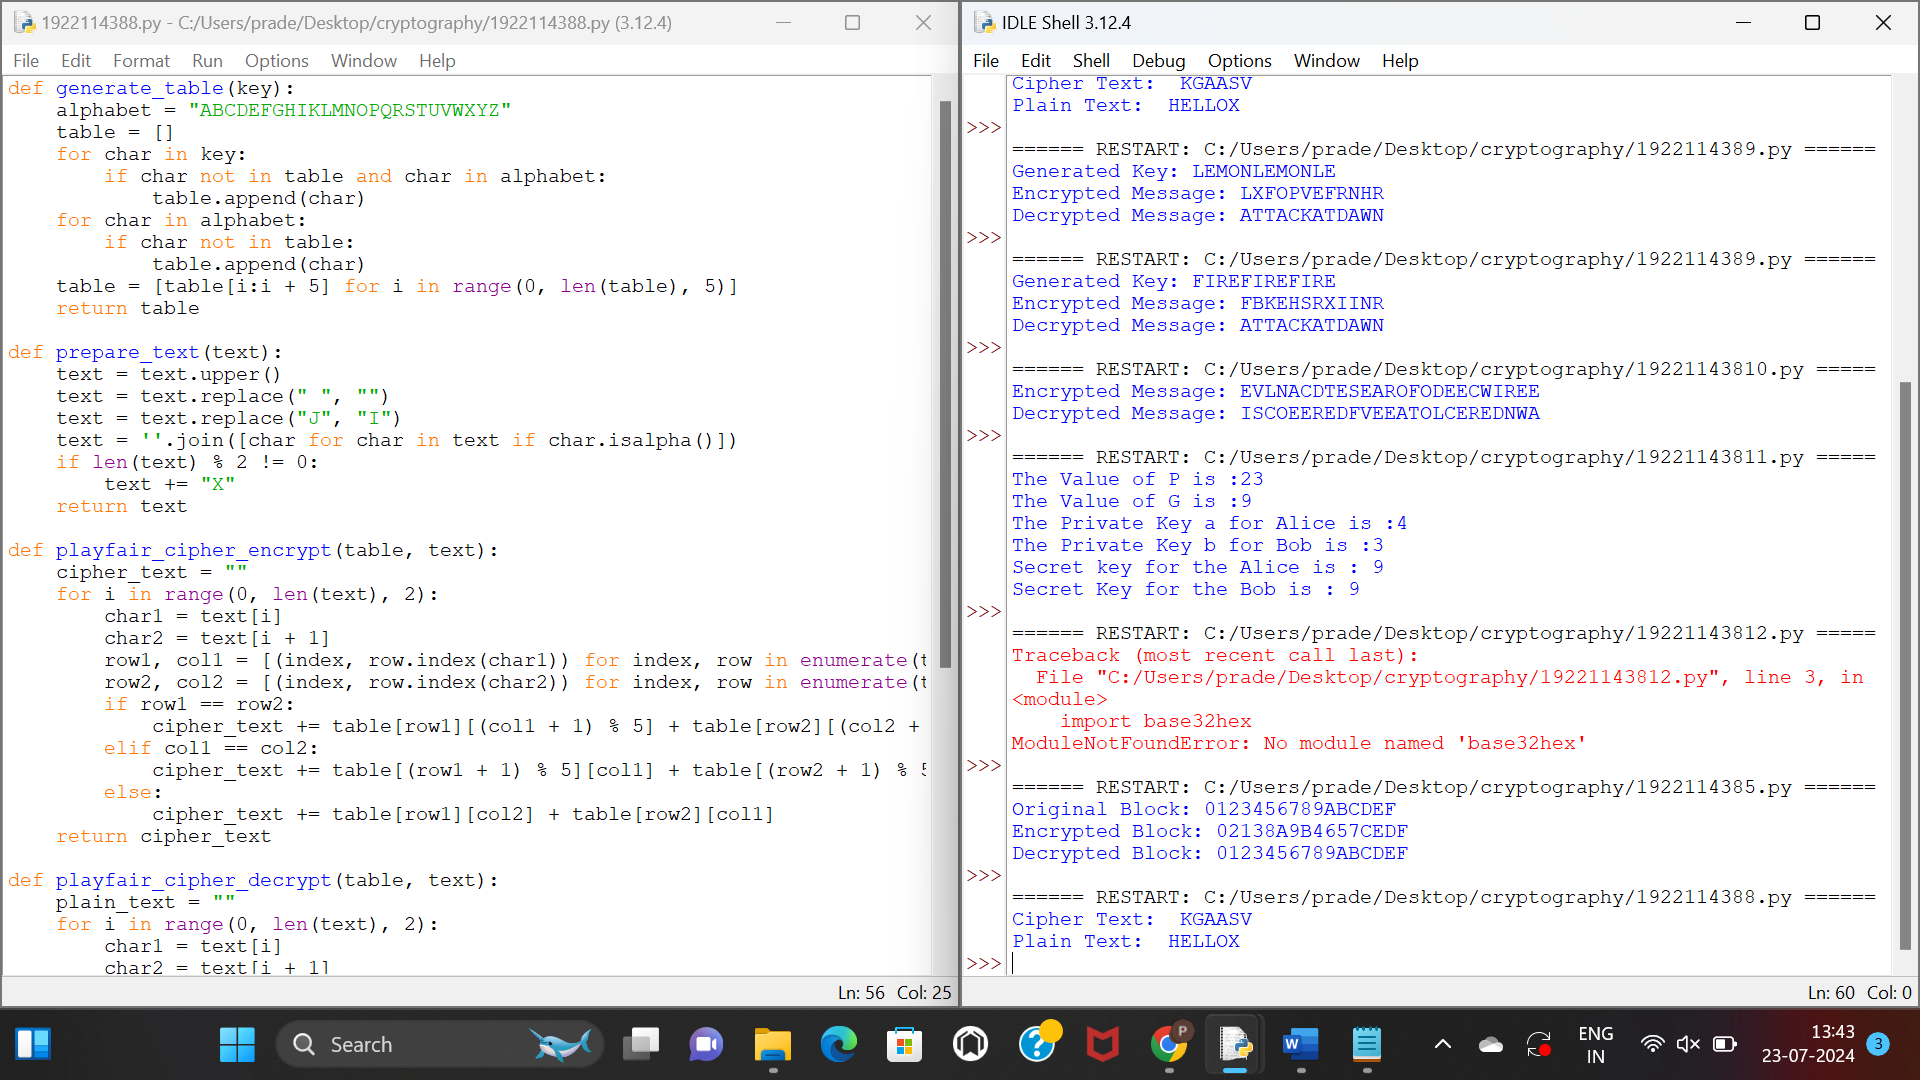 1922114388.py - C:/Users/prade/Desktop/cryptography/1922114388.py (3.12.4)
File Edit Format Run Options Window Help
def generate_table(key):
    alphabet = "ABCDEFGHIKLMNOPQRSTUVWXYZ"
    table = []
    for char in key:
        if char not in table and char in alphabet:
            table.append(char)
    for char in alphabet:
        if char not in table:
            table.append(char)
    table = [table[i:i + 5] for i in range(0, len(table), 5)]
    return table

def prepare_text(text):
    text = text.upper()
    text = text.replace(" ", "")
    text = text.replace("J", "I")
    text = ''.join([char for char in text if char.isalpha()])
    if len(text) % 2 != 0:
        text += "X"
    return text

def playfair_cipher_encrypt(table, text):
    cipher_text = ""
    for i in range(0, len(text), 2):
        char1 = text[i]
        char2 = text[i + 1]
        row1, col1 = [(index, row.index(char1)) for index, row in enumerate(t
        row2, col2 = [(index, row.index(char2)) for index, row in enumerate(t
        if row1 == row2:
            cipher_text += table[row1][(col1 + 1) % 5] + table[row2][(col2 +
        elif col1 == col2:
            cipher_text += table[(row1 + 1) % 5][col1] + table[(row2 + 1) % 5
        else:
            cipher_text += table[row1][col2] + table[row2][col1]
    return cipher_text

def playfair_cipher_decrypt(table, text):
    plain_text = ""
    for i in range(0, len(text), 2):
        char1 = text[i]
        char2 = text[i + 1]
Ln: 56 Col: 25
IDLE Shell 3.12.4
File Edit Shell Debug Options Window Help
Cipher Text:  KGAASV
Plain Text:  HELLOX
>>>
====== RESTART: C:/Users/prade/Desktop/cryptography/1922114389.py ======
Generated Key: LEMONLEMONLE
Encrypted Message: LXFOPVEFRNHR
Decrypted Message: ATTACKATDAWN
>>>
====== RESTART: C:/Users/prade/Desktop/cryptography/1922114389.py ======
Generated Key: FIREFIREFIRE
Encrypted Message: FBKEHSRXIINR
Decrypted Message: ATTACKATDAWN
>>>
====== RESTART: C:/Users/prade/Desktop/cryptography/19221143810.py =====
Encrypted Message: EVLNACDTESEAROFODEECWIREE
Decrypted Message: ISCOEEREDFVEEATOLCEREDNWA
>>>
====== RESTART: C:/Users/prade/Desktop/cryptography/19221143811.py =====
The Value of P is :23
The Value of G is :9
The Private Key a for Alice is :4
The Private Key b for Bob is :3
Secret key for the Alice is : 9
Secret Key for the Bob is : 9
>>>
====== RESTART: C:/Users/prade/Desktop/cryptography/19221143812.py =====
Traceback (most recent call last):
  File "C:/Users/prade/Desktop/cryptography/19221143812.py", line 3, in
<module>
    import base32hex
ModuleNotFoundError: No module named 'base32hex'
>>>
====== RESTART: C:/Users/prade/Desktop/cryptography/1922114385.py ======
Original Block: 0123456789ABCDEF
Encrypted Block: 02138A9B4657CEDF
Decrypted Block: 0123456789ABCDEF
>>>
====== RESTART: C:/Users/prade/Desktop/cryptography/1922114388.py ======
Cipher Text:  KGAASV
Plain Text:  HELLOX
>>>
Ln: 60 Col: 0
Search
P
W
ENG
IN
13:43
23-07-2024
3